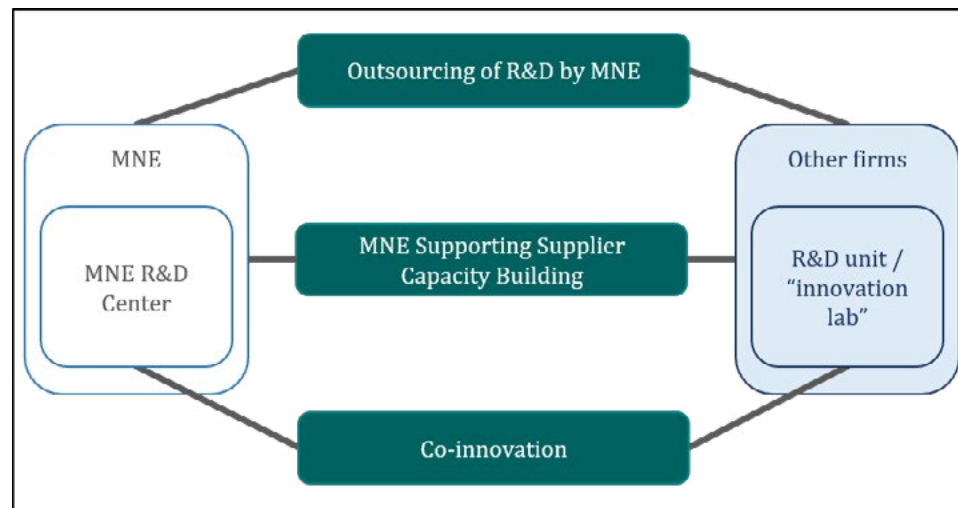 Outsourcing of R&D by MNE
MNE
Other firms
MNE R&D
Center
MNE Supporting Supplier
Capacity Building
R&D unit /
“innovation
lab”
Co-innovation